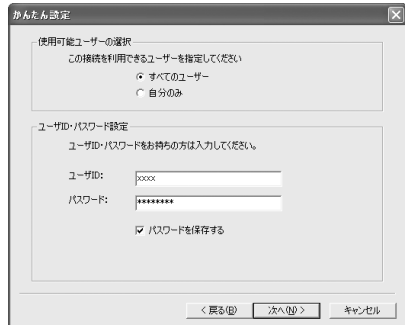 かんたん設定
使用可能ユーザーの選択
この接続を利用できるユーザーを指定してください
すべてのユーザー
自分のみ
ユーザID・パスワード設定
ユーザID・パスワードをお持ちの方は入力してください。
ユーザID: xxxx
パスワード: ********
パスワードを保存する
< 戻る(B) 次へ(N) > キャンセル